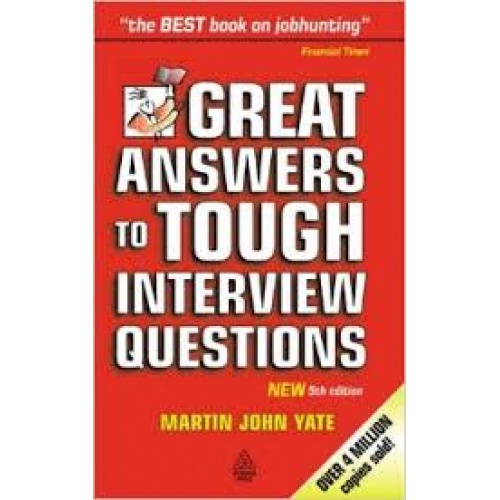 “the BEST book on jobhunting”
Financial Times
GREAT
ANSWERS
TO TOUGH
INTERVIEW
QUESTIONS
NEW 5th edition
MARTIN JOHN YATE
OVER 4 MILLION
copies sold!